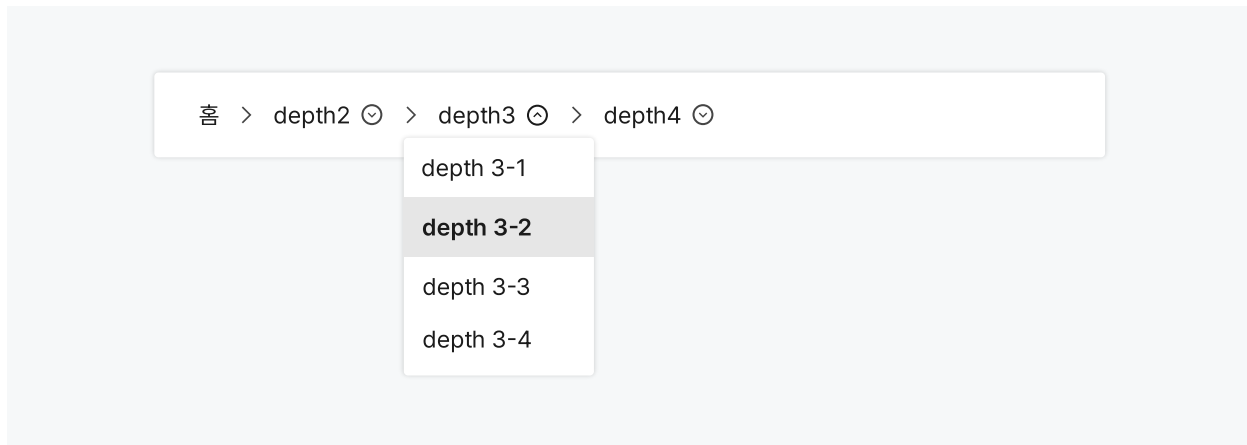 홈 depth2 depth3 depth4
depth 3-1
depth 3-2
depth 3-3
depth 3-4